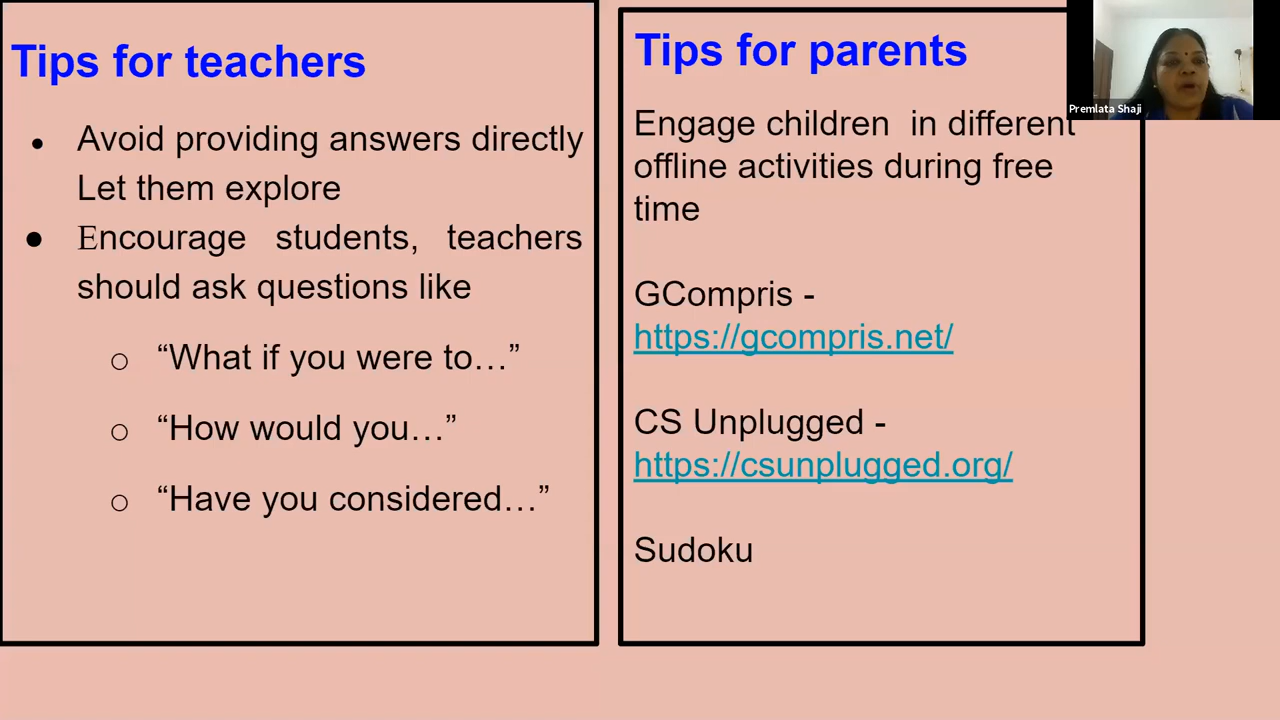 Tips for teachers
● Avoid providing answers directly
Let them explore
● Encourage students, teachers
should ask questions like
o “What if you were to…”
o “How would you…”
o “Have you considered…”
Tips for parents
Engage children in different
offline activities during free
time
GCompris -
https://gcompris.net/
CS Unplugged -
https://csunplugged.org/
Sudoku
Premlata Shaji